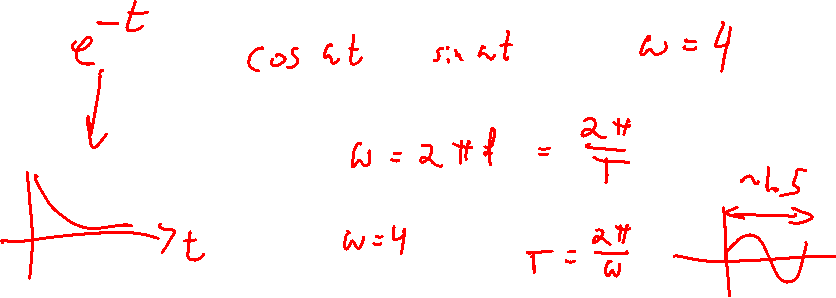 e^-t cos ωt sin ωt ω = 4
ω = 2πf = 2π/T
~1.5
ω = 4 T = 2π/ω
t